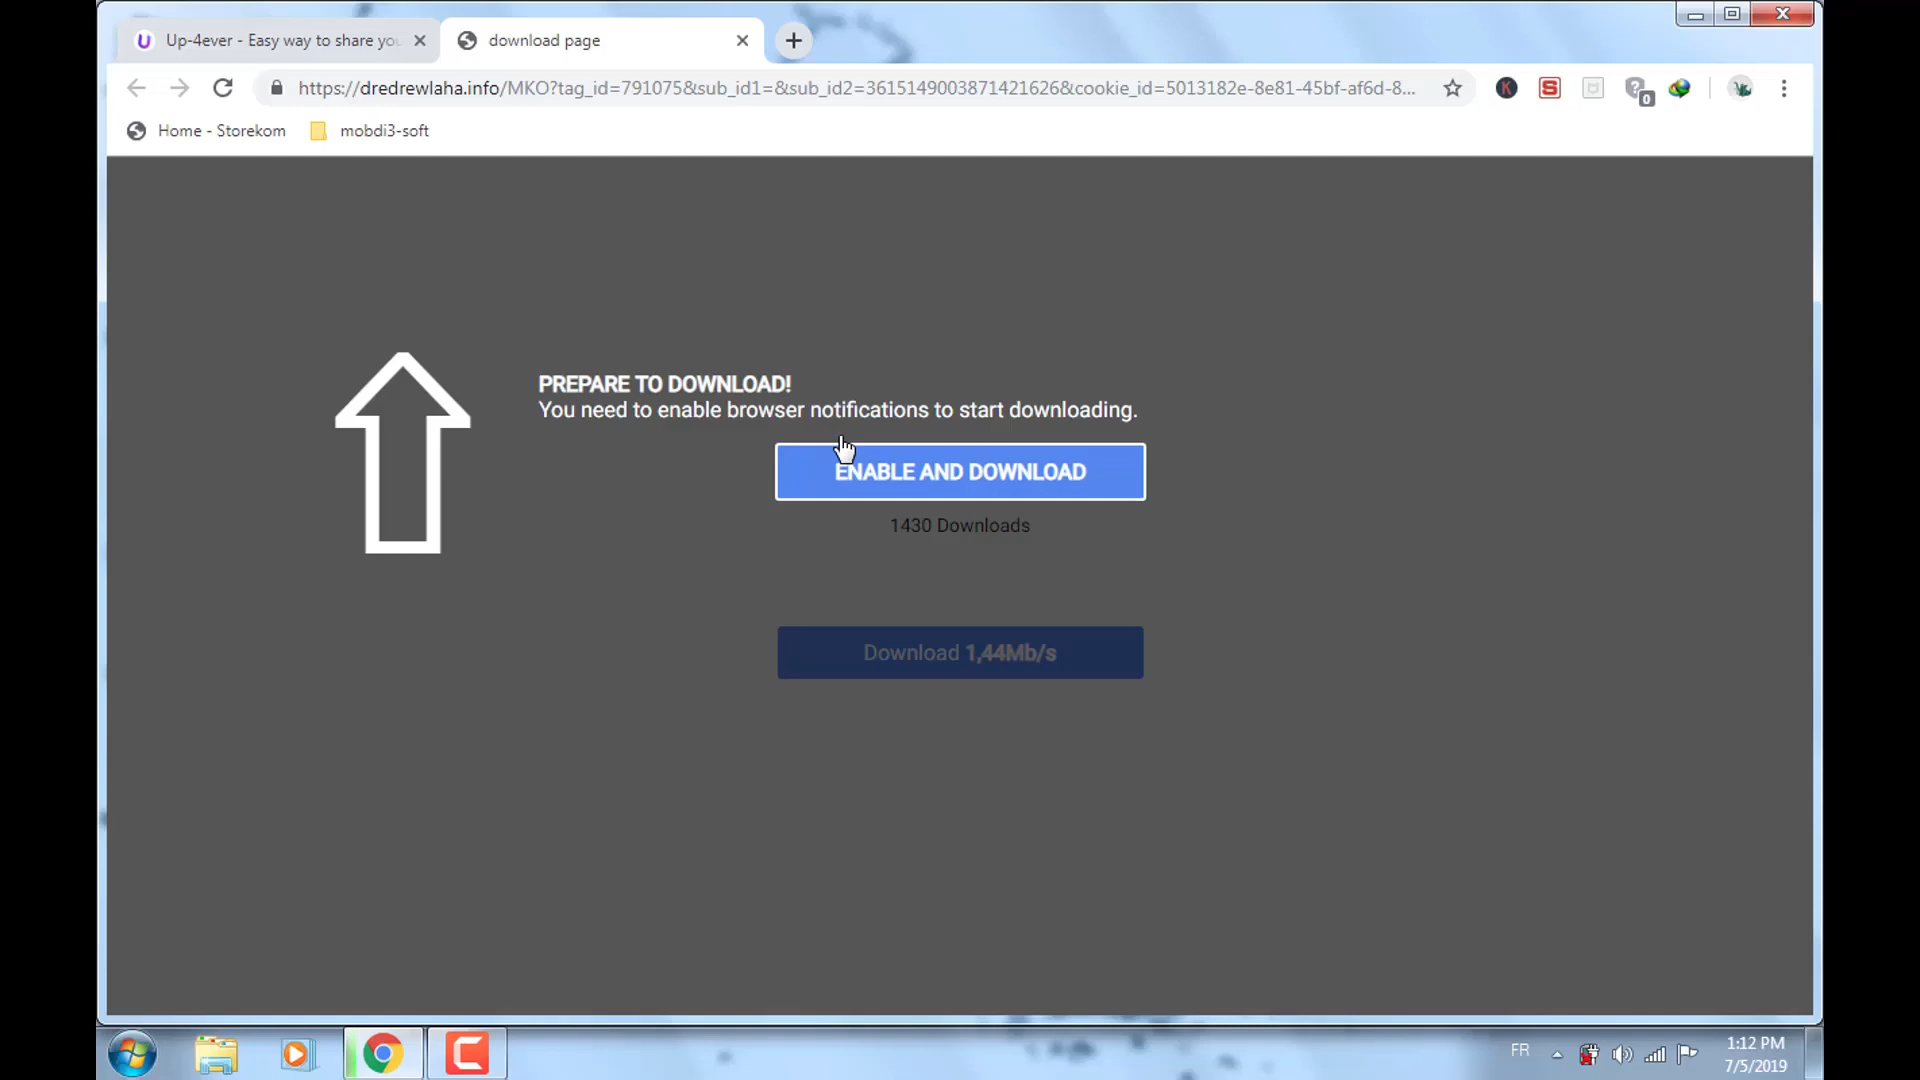 Up-4ever - Easy way to share you
download page
https://dredrewlaha.info/MKO?tag_id=791075&sub_id1=&sub_id2=3615149003871421626&cookie_id=5013182e-8e81-45bf-af6d-8...
0
Home - Storekom
mobdi3-soft
PREPARE TO DOWNLOAD!
You need to enable browser notifications to start downloading.
ENABLE AND DOWNLOAD
1430 Downloads
Download 1,44Mb/s
FR
1:12 PM
7/5/2019